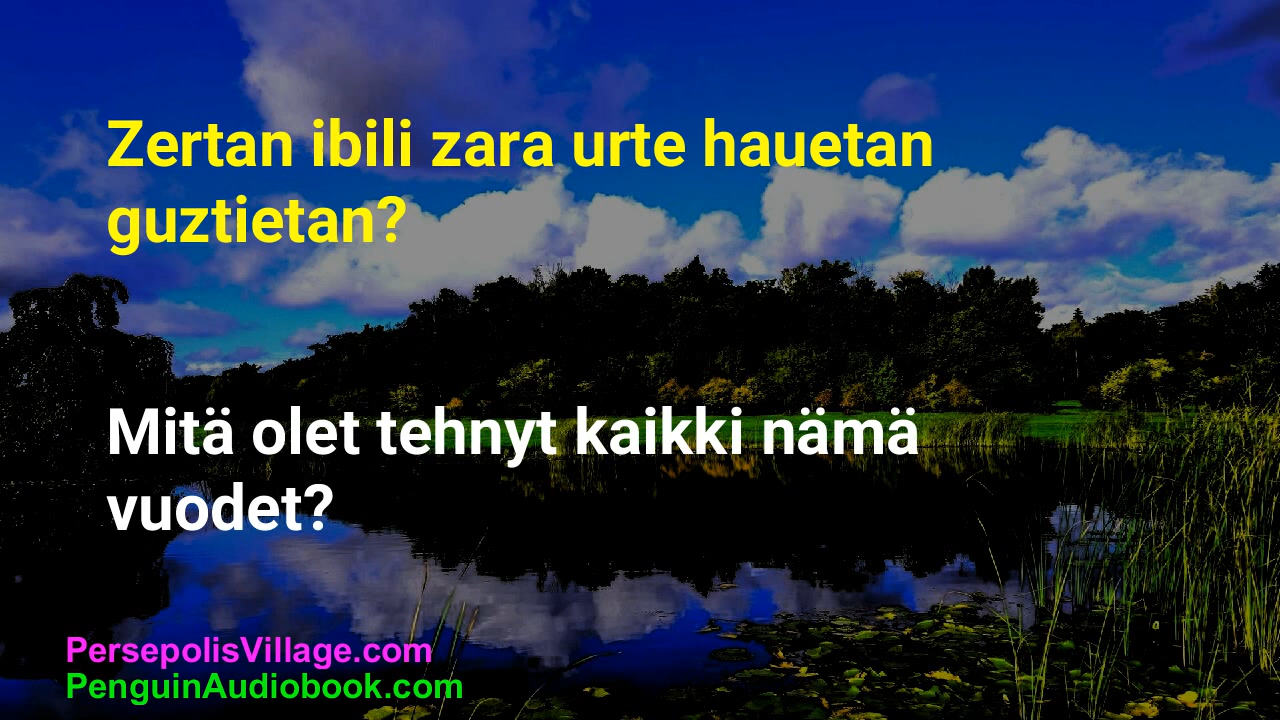 Zertan ibili zara urte hauetan
guztietan?
Mitä olet tehnyt kaikki nämä
vuodet?
PersepolisVillage.com
PenguinAudiobook.com